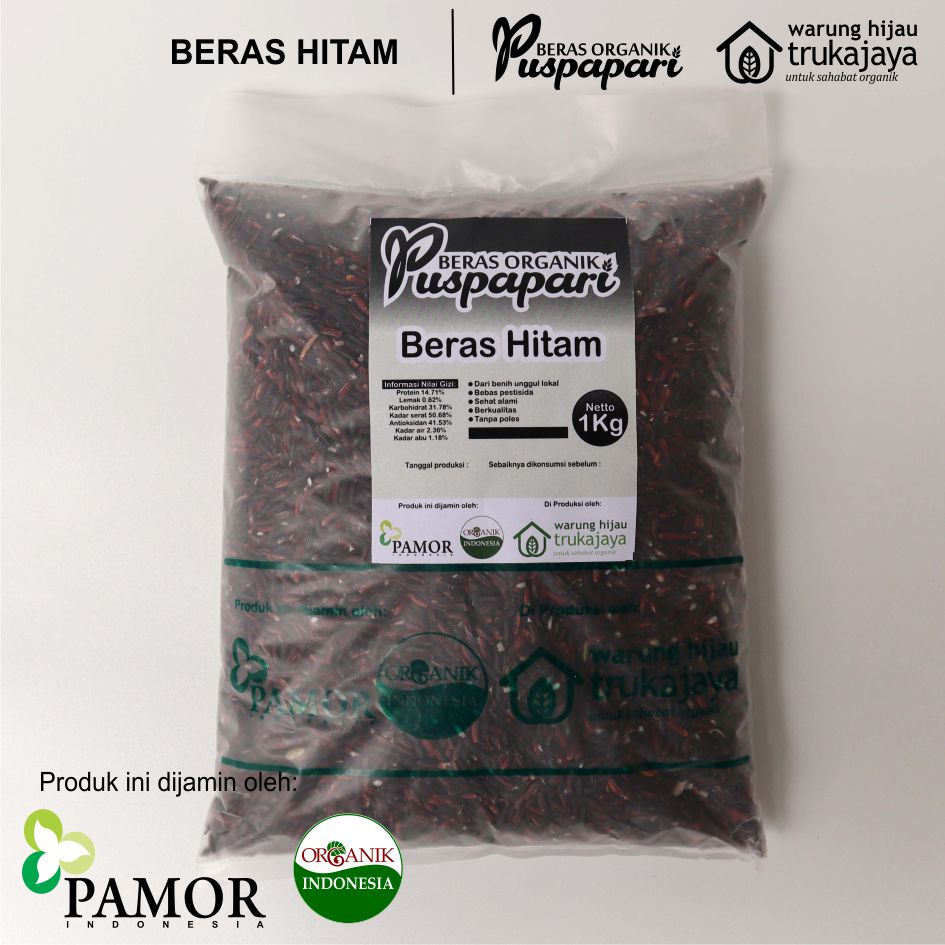 BERAS HITAM
BERAS ORGANIK
Puspapari
warung hijau
trukajaya
untuk sahabat organik
BERAS ORGANIK
Puspapari
Beras Hitam
Informasi Nilai Gizi:
Protein 14.71%
Lemak 0.82%
Karbohidrat 31.78%
Kadar serat 50.68%
Antioksidan 41.53%
Kadar air 2.36%
Kadar abu 1.18%
• Dari benih unggul lokal
• Bebas pestisida
• Sehat alami
• Berkualitas
• Tanpa poles
Netto
1Kg
Tanggal produksi :
Sebaiknya dikonsumsi sebelum :
Produk ini dijamin oleh:
Di Produksi oleh:
PAMOR
INDONESIA
ORGANIK
INDONESIA
warung hijau
trukajaya
untuk sahabat organik
Produk ini dijamin oleh:
Di Produksi oleh:
PAMOR
ORGANIK
INDONESIA
warung hijau
trukajaya
untuk sahabat organik
Produk ini dijamin oleh:
PAMOR
INDONESIA
ORGANIK
INDONESIA